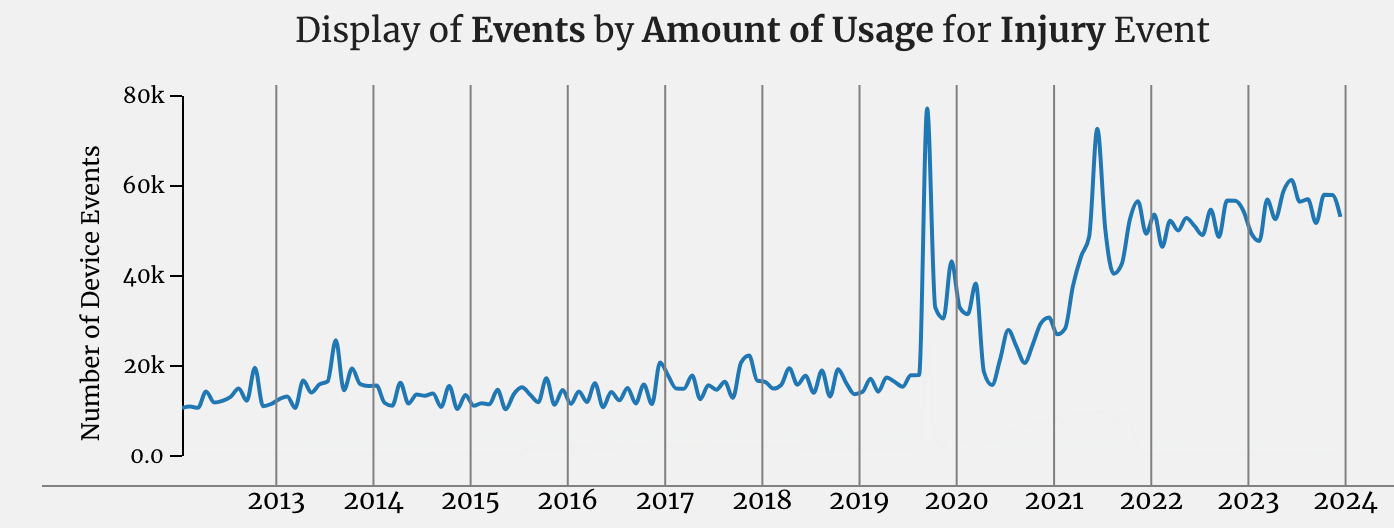 Display of Events by Amount of Usage for Injury Event
Number of Device Events
80k
60k
40k
20k
0.0
2013 2014 2015 2016 2017 2018 2019 2020 2021 2022 2023 2024